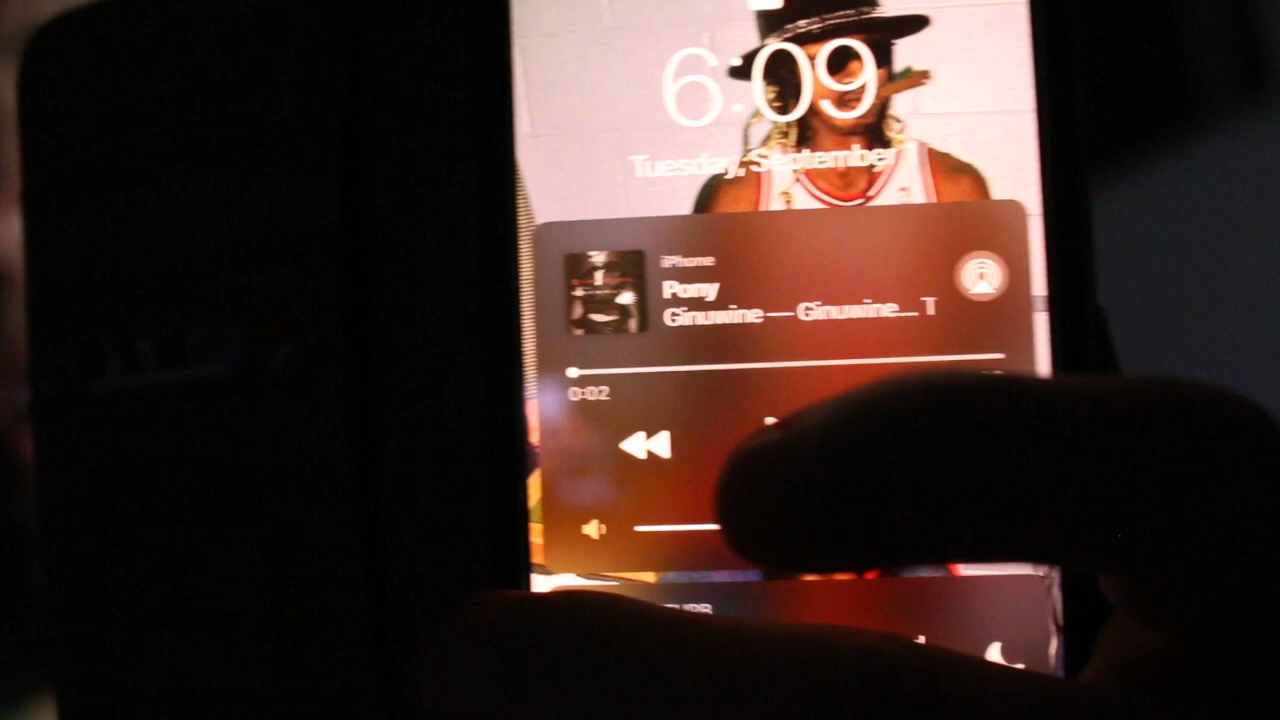 6:09
Tuesday, September
iPhone
Pony
Ginuwine — Ginuwine... T
0:02